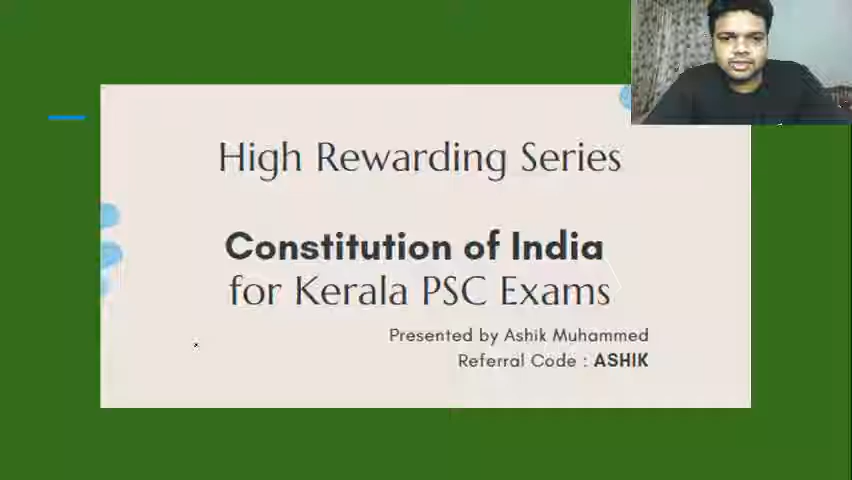 High Rewarding Series
Constitution of India
for Kerala PSC Exams
Presented by Ashik Muhammed
Referral Code : ASHIK